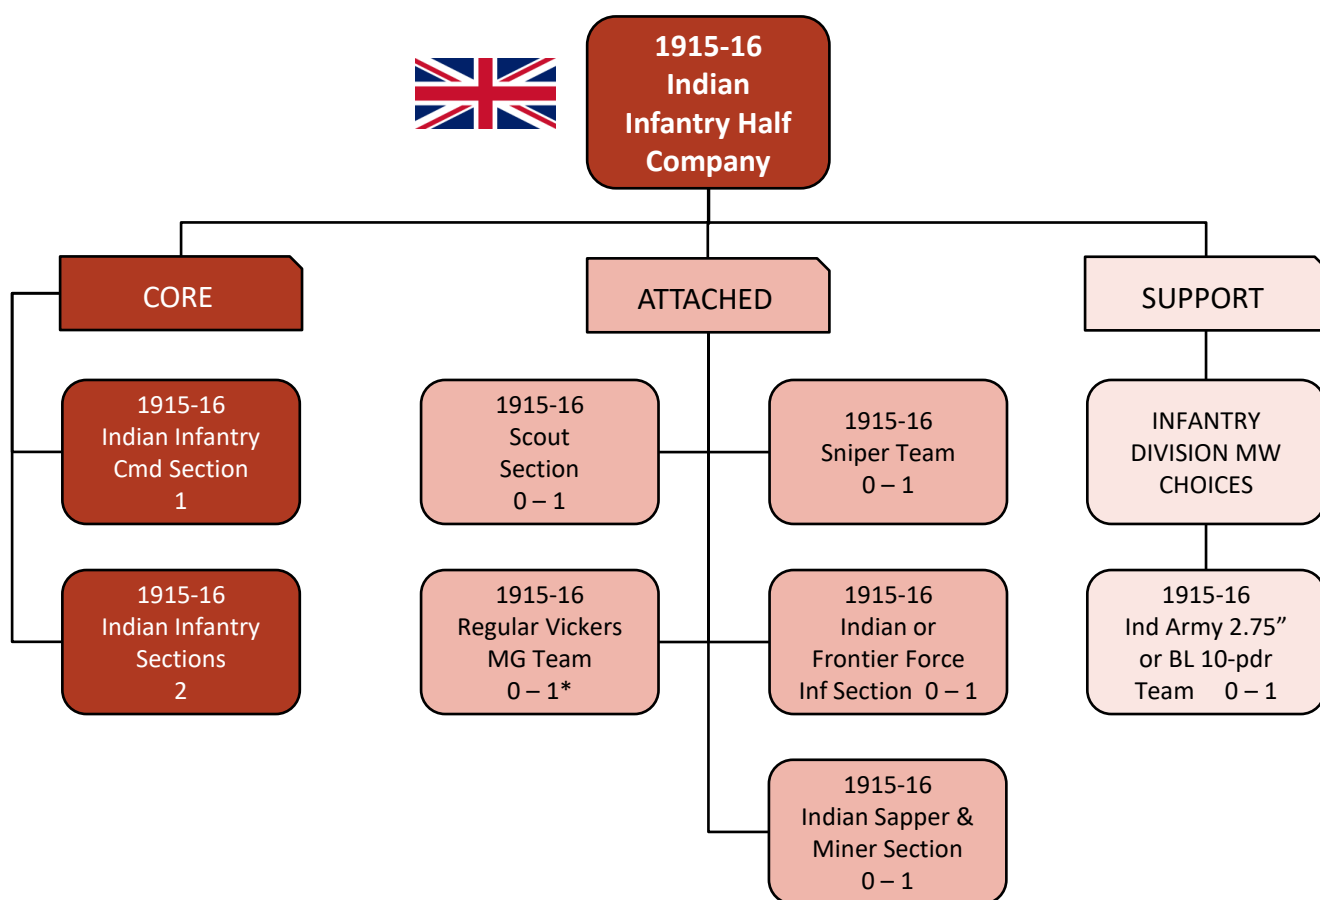 1915-16
Indian
Infantry Half
Company
CORE
ATTACHED
SUPPORT
1915-16
Indian Infantry
Cmd Section
1
1915-16
Scout
Section
0 – 1
1915-16
Sniper Team
0 – 1
INFANTRY
DIVISION MW
CHOICES
1915-16
Indian Infantry
Sections
2
1915-16
Regular Vickers
MG Team
0 – 1*
1915-16
Indian or
Frontier Force
Inf Section 0 – 1
1915-16
Ind Army 2.75”
or BL 10-pdr
Team 0 – 1
1915-16
Indian Sapper &
Miner Section
0 – 1